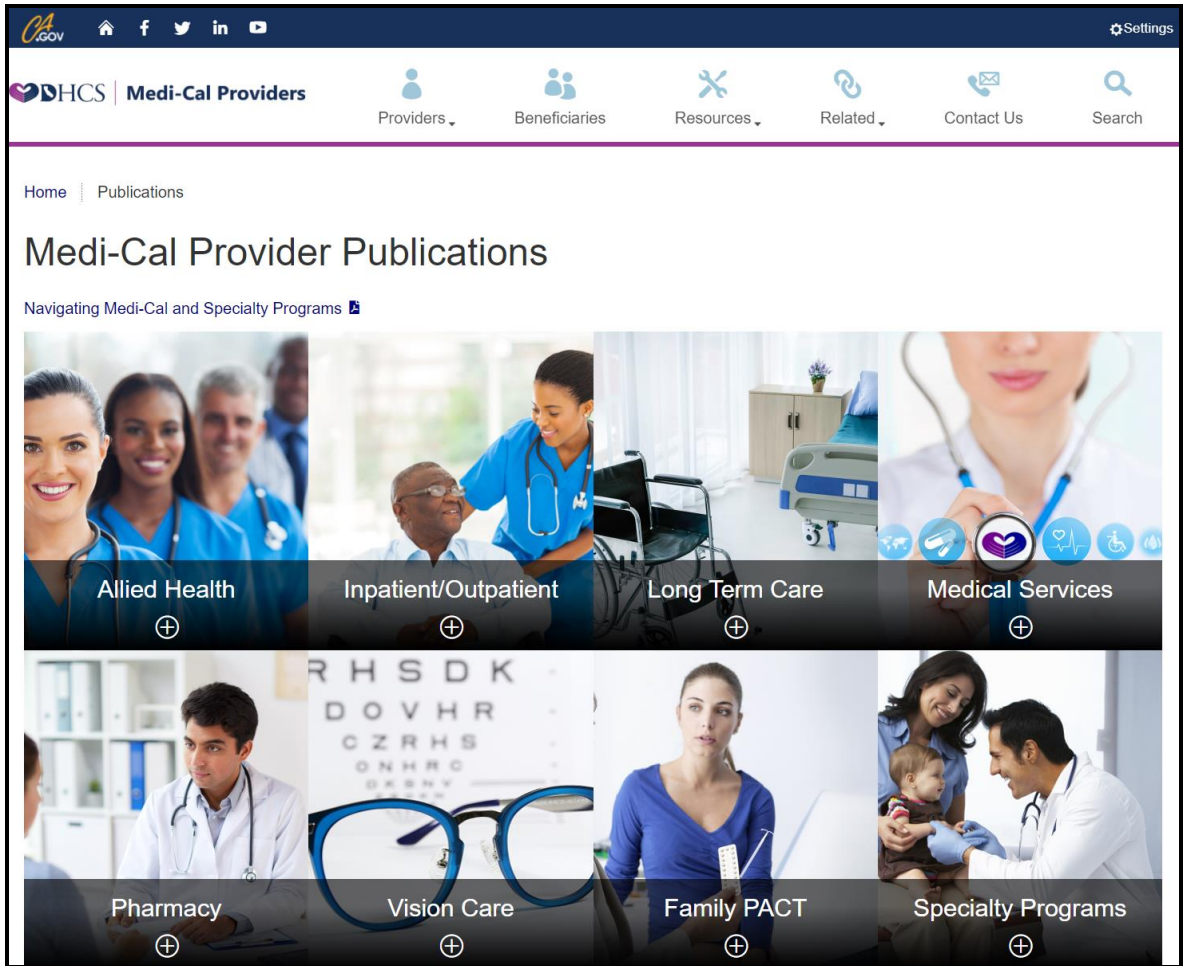 CA.GOV Settings
DHCS Medi-Cal Providers
Providers Beneficiaries Resources Related Contact Us Search
Home Publications
Medi-Cal Provider Publications
Navigating Medi-Cal and Specialty Programs
Allied Health Inpatient/Outpatient Long Term Care Medical Services
R H S D K
D O V H R
C Z R H S
O N H R C
D K S N V
Pharmacy Vision Care Family PACT Specialty Programs